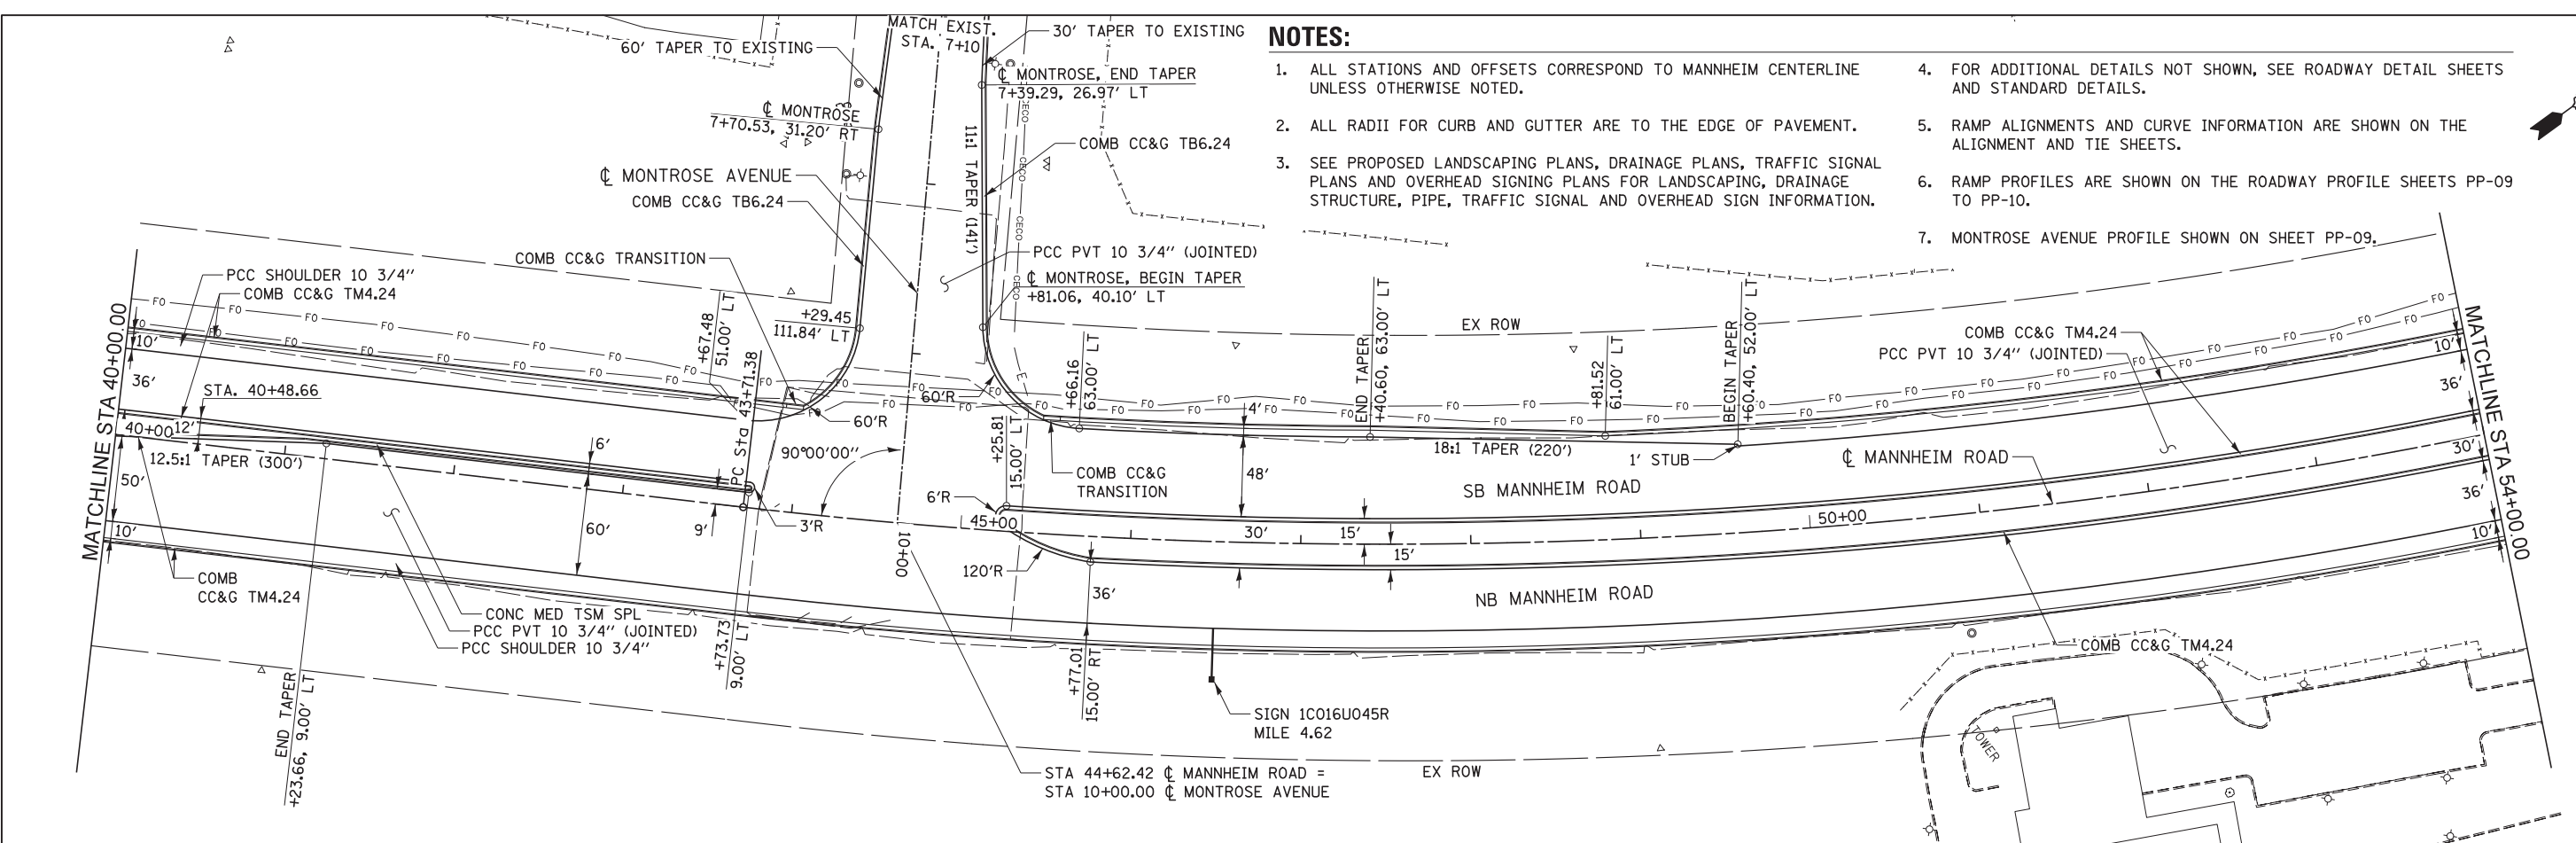 MATCH EXIST.
STA. 7+10
60' TAPER TO EXISTING
30' TAPER TO EXISTING
℄ MONTROSE, END TAPER
7+39.29, 26.97' LT
℄ MONTROSE
7+70.53, 31.20' RT
11:1 TAPER (141')
COMB CC&G TB6.24
℄ MONTROSE AVENUE
COMB CC&G TB6.24
CECO
CECO
CECO
CECO
COMB CC&G TRANSITION
PCC PVT 10 3/4" (JOINTED)
℄ MONTROSE, BEGIN TAPER
+81.06, 40.10' LT
NOTES:
1. ALL STATIONS AND OFFSETS CORRESPOND TO MANNHEIM CENTERLINE
UNLESS OTHERWISE NOTED.
2. ALL RADII FOR CURB AND GUTTER ARE TO THE EDGE OF PAVEMENT.
3. SEE PROPOSED LANDSCAPING PLANS, DRAINAGE PLANS, TRAFFIC SIGNAL
PLANS AND OVERHEAD SIGNING PLANS FOR LANDSCAPING, DRAINAGE
STRUCTURE, PIPE, TRAFFIC SIGNAL AND OVERHEAD SIGN INFORMATION.
4. FOR ADDITIONAL DETAILS NOT SHOWN, SEE ROADWAY DETAIL SHEETS
AND STANDARD DETAILS.
5. RAMP ALIGNMENTS AND CURVE INFORMATION ARE SHOWN ON THE
ALIGNMENT AND TIE SHEETS.
6. RAMP PROFILES ARE SHOWN ON THE ROADWAY PROFILE SHEETS PP-09
TO PP-10.
7. MONTROSE AVENUE PROFILE SHOWN ON SHEET PP-09.
MATCHLINE STA 40+00.00
PCC SHOULDER 10 3/4"
COMB CC&G TM4.24
10'
36'
STA. 40+48.66
40+00
12'
12.5:1 TAPER (300')
50'
10'
COMB
CC&G TM4.24
CONC MED TSM SPL
PCC PVT 10 3/4" (JOINTED)
PCC SHOULDER 10 3/4"
END TAPER
+23.66, 9.00' LT
6'
60'
9'
+67.48
51.00' LT
PC Sta 43+71.38
+29.45
111.84' LT
60'R
90°00'00"
3'R
+73.73
9.00' LT
10+00
60'R
E
+66.16
63.00' LT
+25.81
15.00' LT
6'R
45+00
COMB CC&G
TRANSITION
120'R
36'
+77.01
15.00' RT
4'
48'
30'
15'
15'
EX ROW
END TAPER
+40.60, 63.00' LT
18:1 TAPER (220')
+81.52
61.00' LT
BEGIN TAPER
+60.40, 52.00' LT
1' STUB
SB MANNHEIM ROAD
NB MANNHEIM ROAD
50+00
℄ MANNHEIM ROAD
COMB CC&G TM4.24
PCC PVT 10 3/4" (JOINTED)
FO
FO
FO
FO
10'
36'
30'
36'
10'
MATCHLINE STA 54+00.00
COMB CC&G TM4.24
SIGN 1C016U045R
MILE 4.62
STA 44+62.42 ℄ MANNHEIM ROAD =
STA 10+00.00 ℄ MONTROSE AVENUE
EX ROW
TOWER